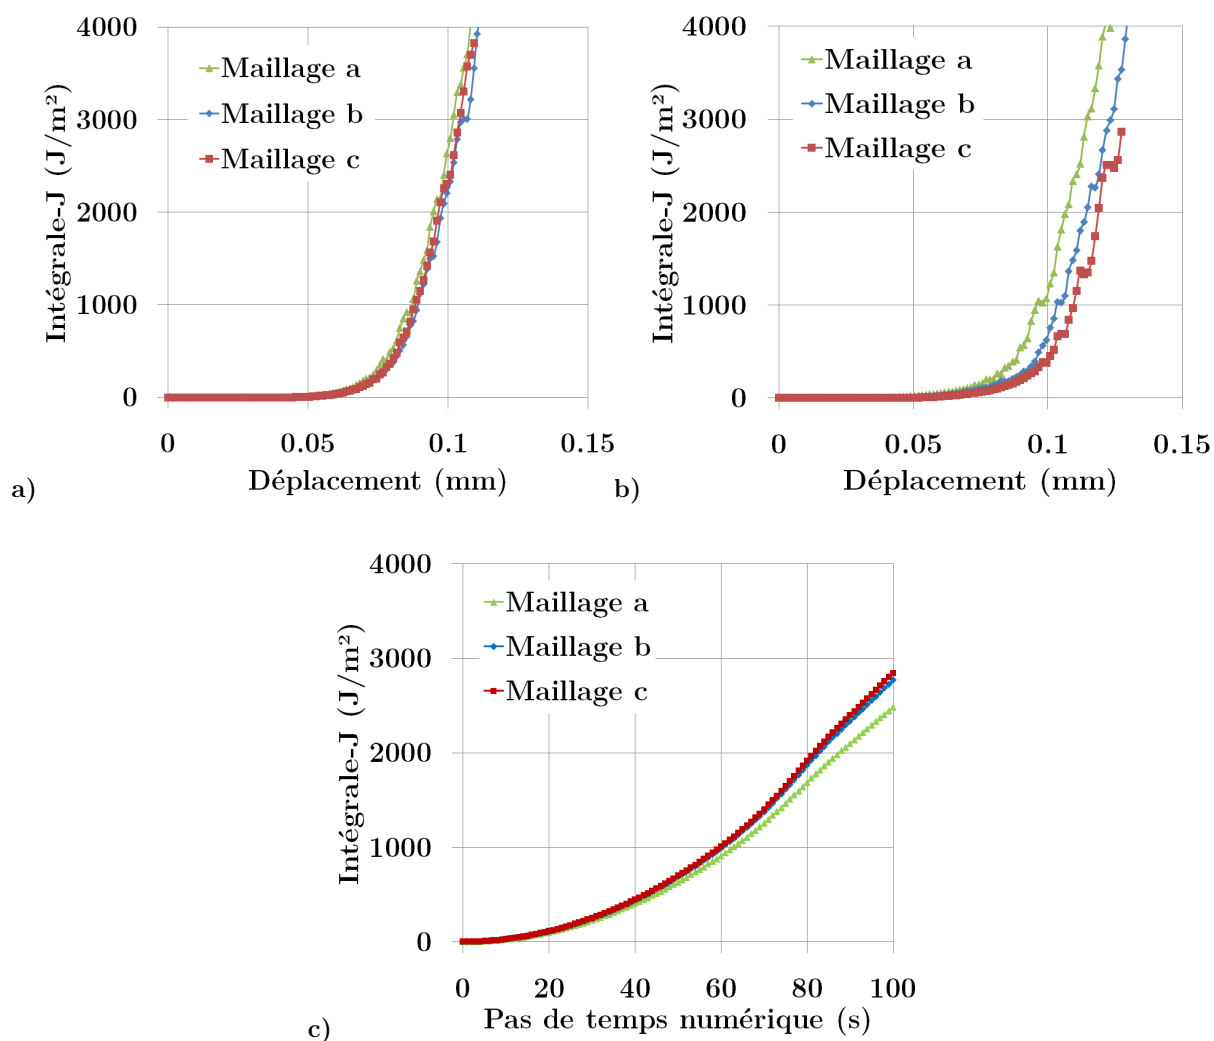 4000
3000
2000
1000
0
Intégrale-J (J/m²)
Maillage a
Maillage b
Maillage c
0 0.05 0.1 0.15
Déplacement (mm)
a)
4000
3000
2000
1000
0
Intégrale-J (J/m²)
Maillage a
Maillage b
Maillage c
0 0.05 0.1 0.15
Déplacement (mm)
b)
4000
3000
2000
1000
0
Intégrale-J (J/m²)
Maillage a
Maillage b
Maillage c
0 20 40 60 80 100
Pas de temps numérique (s)
c)